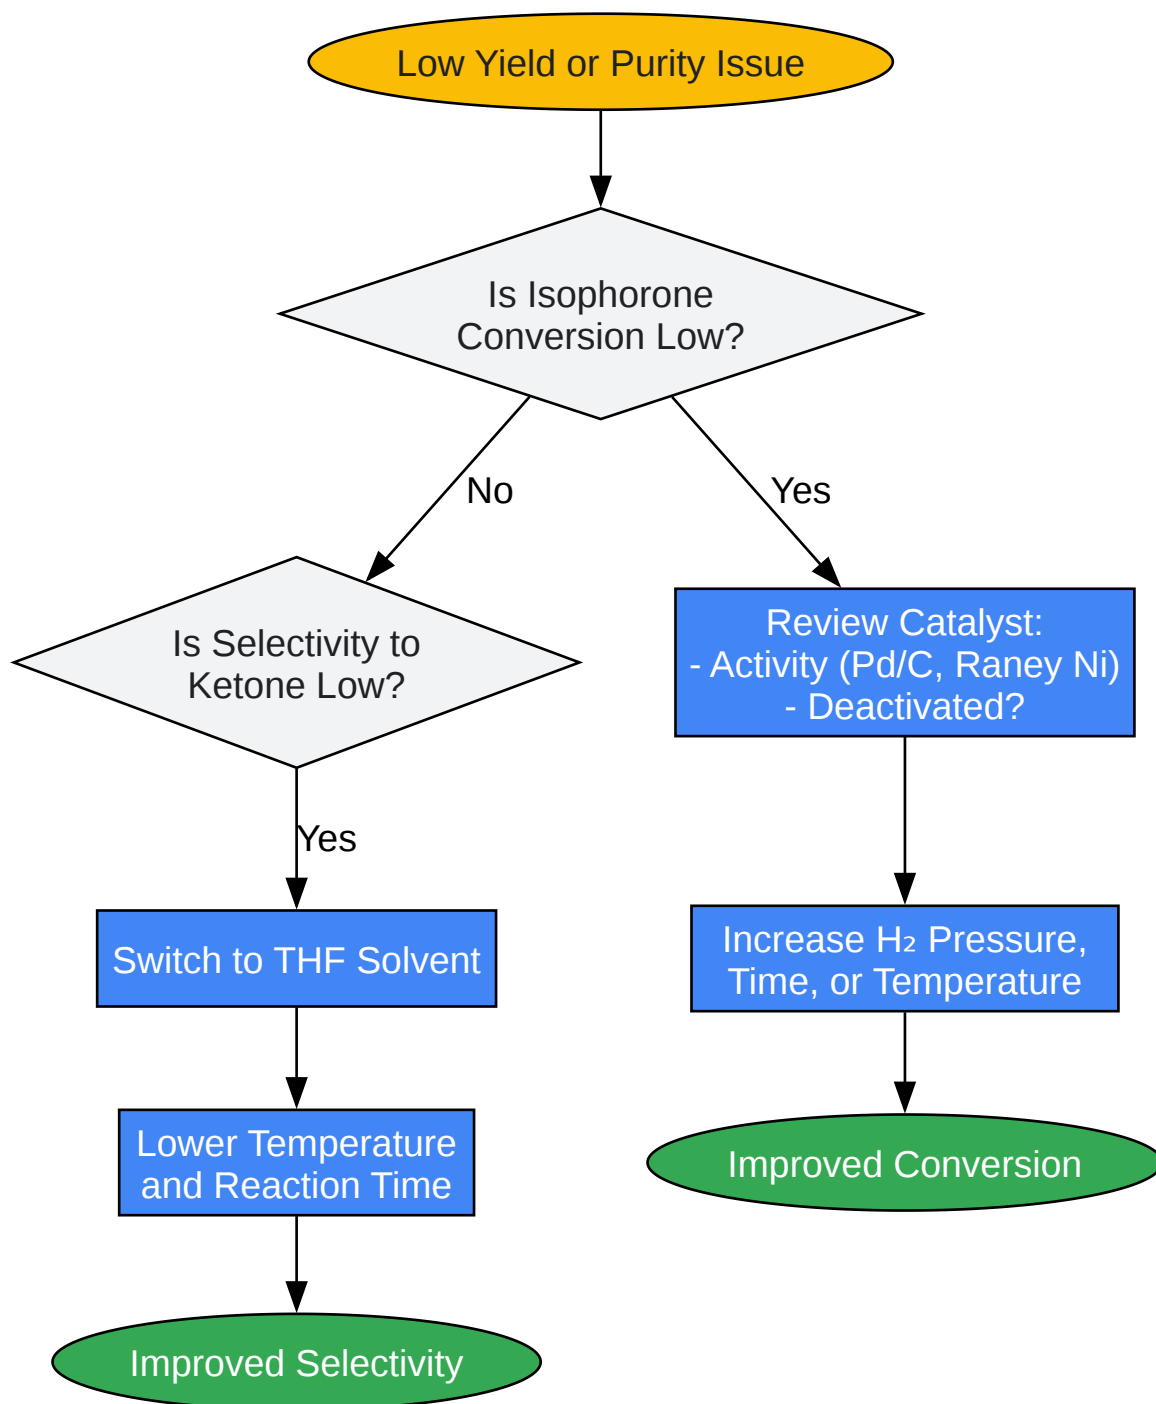 Low Yield or Purity Issue
Is Isophorone
Conversion Low?
No
Yes
Is Selectivity to
Ketone Low?
Review Catalyst:
- Activity (Pd/C, Raney Ni)
- Deactivated?
Yes
Switch to THF Solvent
Increase H₂ Pressure,
Time, or Temperature
Lower Temperature
and Reaction Time
Improved Conversion
Improved Selectivity